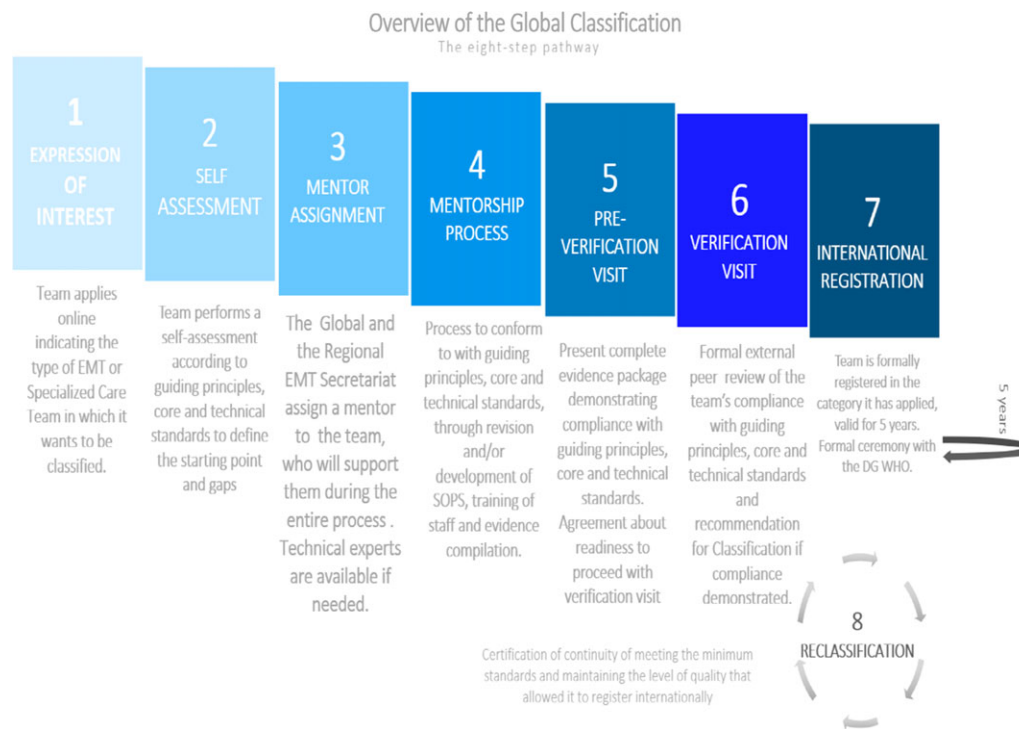 Overview of the Global Classification
The eight-step pathway
1
EXPRESSION
OF
INTEREST
Team applies
online
indicating the
type of EMT or
Specialized Care
Team in which it
wants to be
classified.
2
SELF
ASSESSMENT
Team performs a
self-assessment
according to
guiding principles,
core and technical
standards to define
the starting point
and gaps
3
MENTOR
ASSIGNMENT
The Global and
the Regional
EMT Secretariat
assign a mentor
to the team,
who will support
them during the
entire process .
Technical experts
are available if
needed.
4
MENTORSHIP
PROCESS
Process to conform
to with guiding
principles, core and
technical standards,
through revision
and/or
development of
SOPS, training of
staff and evidence
compilation.
5
PRE-
VERIFICATION
VISIT
Present complete
evidence package
demonstrating
compliance with
guiding principles,
core and technical
standards.
Agreement about
readiness to
proceed with
verification visit
6
VERIFICATION
VISIT
Formal external
peer review of the
team's compliance
with guiding
principles, core and
technical standards
and
recommendation
for Classification if
compliance
demonstrated.
7
INTERNATIONAL
REGISTRATION
Team is formally
registered in the
category it has applied,
valid for 5 years.
Formal ceremony with
the DG WHO.
5 years
8
RECLASSIFICATION
Certification of continuity of meeting the minimum
standards and maintaining the level of quality that
allowed it to register internationally